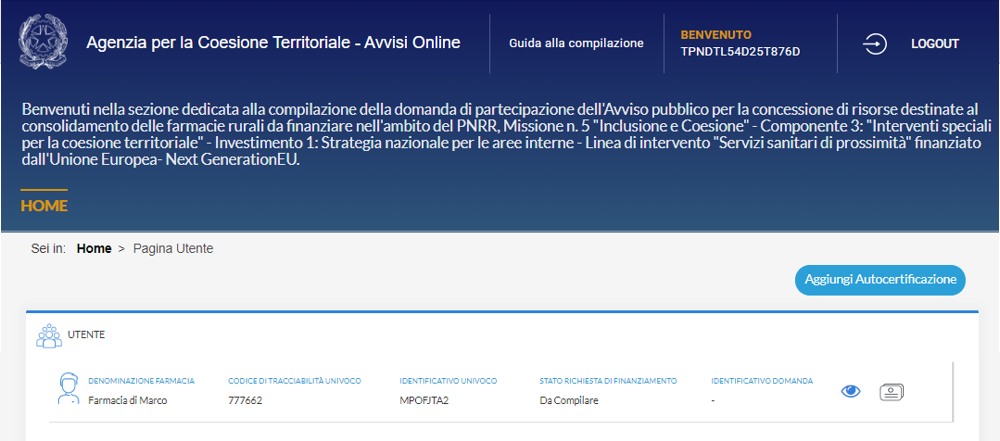 Agenzia per la Coesione Territoriale - Avvisi Online
Guida alla compilazione
BENVENUTO
TPNDTL54D25T876D
LOGOUT
Benvenuti nella sezione dedicata alla compilazione della domanda di partecipazione dell'Avviso pubblico per la concessione di risorse destinate al
consolidamento delle farmacie rurali da finanziare nell'ambito del PNRR, Missione n. 5 "Inclusione e Coesione" - Componente 3: "Interventi speciali
per la coesione territoriale" - Investimento 1: Strategia nazionale per le aree interne - Linea di intervento "Servizi sanitari di prossimità" finanziato
dall'Unione Europea- Next GenerationEU.
HOME
Sei in: Home > Pagina Utente
Aggiungi Autocertificazione
UTENTE
DENOMINAZIONE FARMACIA CODICE DI TRACCIABILITÀ UNIVOCO IDENTIFICATIVO UNIVOCO STATO RICHIESTA DI FINANZIAMENTO IDENTIFICATIVO DOMANDA
Farmacia di Marco 777662 MPOFJTA2 Da Compilare -